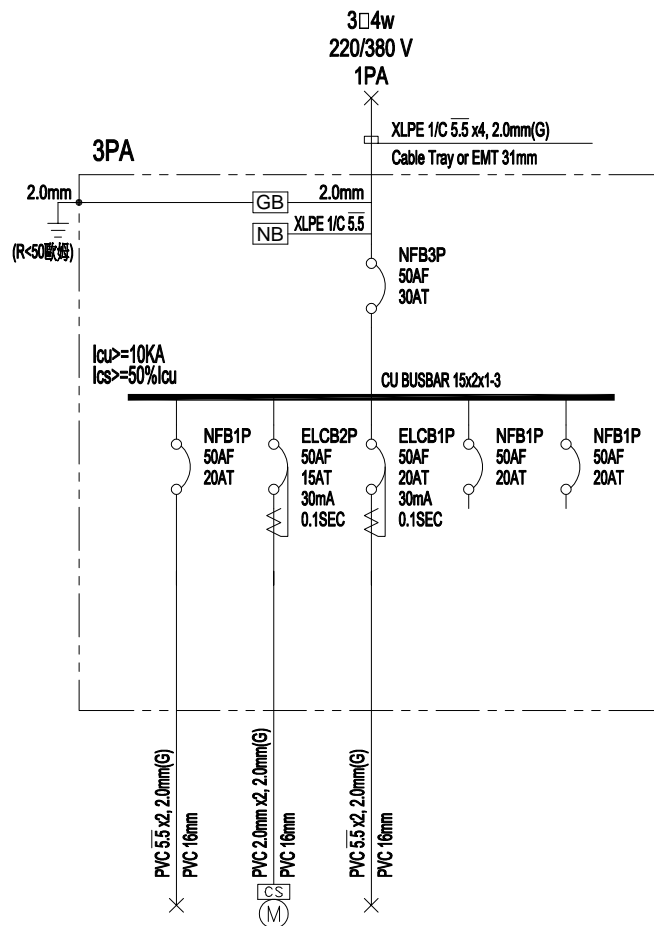 3□4w
220/380 V
1PA
XLPE 1/C 5.5 x4, 2.0mm(G)
Cable Tray or EMT 31mm
3PA
2.0mm
GB
2.0mm
NB
XLPE 1/C 5.5
(R<50歐姆)
NFB3P
50AF
30AT
Icu>=10KA
Ics>=50%Icu
CU BUSBAR 15x2x1-3
NFB1P
50AF
20AT
ELCB2P
50AF
15AT
30mA
0.1SEC
ELCB1P
50AF
20AT
30mA
0.1SEC
NFB1P
50AF
20AT
NFB1P
50AF
20AT
PVC 5.5 x2, 2.0mm(G)
PVC 16mm
PVC 2.0mm x2, 2.0mm(G)
PVC 16mm
PVC 5.5 x2, 2.0mm(G)
PVC 16mm
CS
M